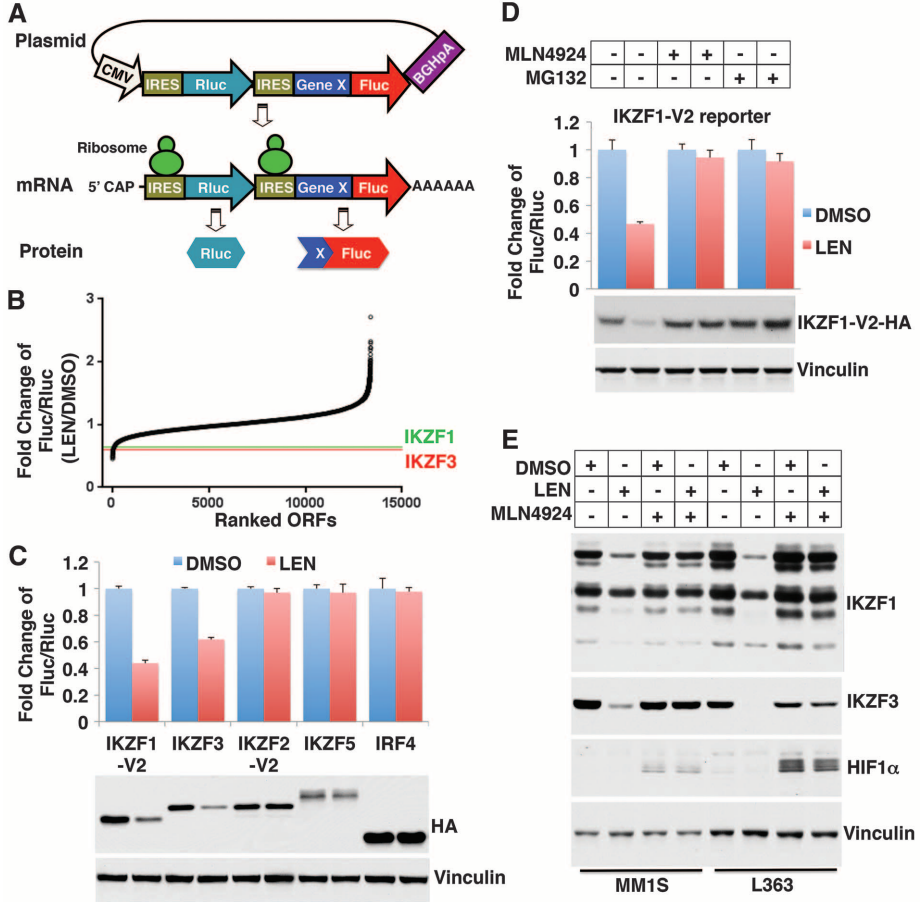 A
Plasmid
CMV
IRES
Rluc
IRES
Gene X
Fluc
BGHpA
Ribosome
mRNA
5' CAP
IRES
Rluc
IRES
Gene X
Fluc
AAAAAA
Protein
Rluc
X
Fluc
B
Fold Change of
Fluc/Rluc
(LEN/DMSO)
3
2
1
0
IKZF1
IKZF3
0 5000 10000 15000
Ranked ORFs
C
Fold Change of
Fluc/Rluc
1.2
1
0.8
0.6
0.4
0.2
0
DMSO LEN
IKZF1 IKZF3 IKZF2 IKZF5 IRF4
-V2 -V2
HA
Vinculin
D
MLN4924 - - + + - -
MG132 - - - - + +
IKZF1-V2 reporter
Fold Change of
Fluc/Rluc
1.2
1
0.8
0.6
0.4
0.2
0
DMSO
LEN
IKZF1-V2-HA
Vinculin
E
DMSO + - + - + - + -
LEN - + - + - + - +
MLN4924 - - + + - - + +
IKZF1
IKZF3
HIF1α
Vinculin
MM1S L363